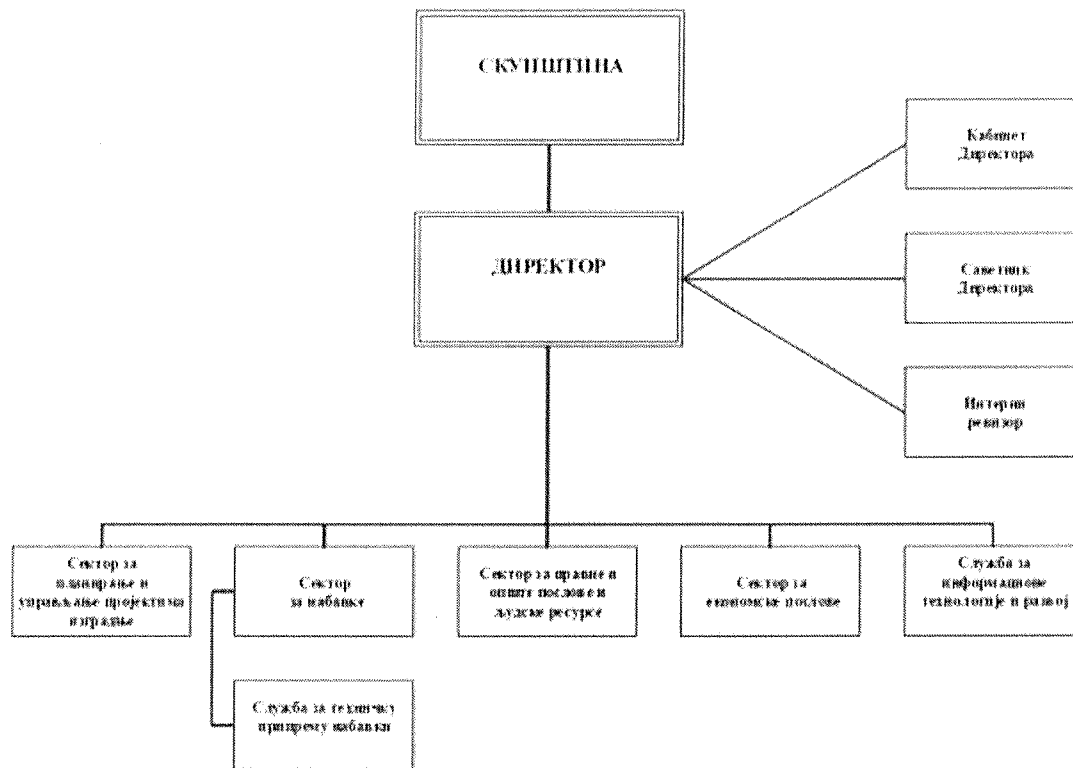 СКУПШТИНА
Кабинет
Директора
ДИРЕКТОР
Саветник
Директора
Интерни
ревизор
Сектор за
планирање и
управљање пројектима
изградње
Сектор
за набавке
Сектор за правне и
опште послове и
људске ресурсе
Сектор за
економске послове
Служба за
информационе
технологије и развој
Служба за техничку
припрему набавки